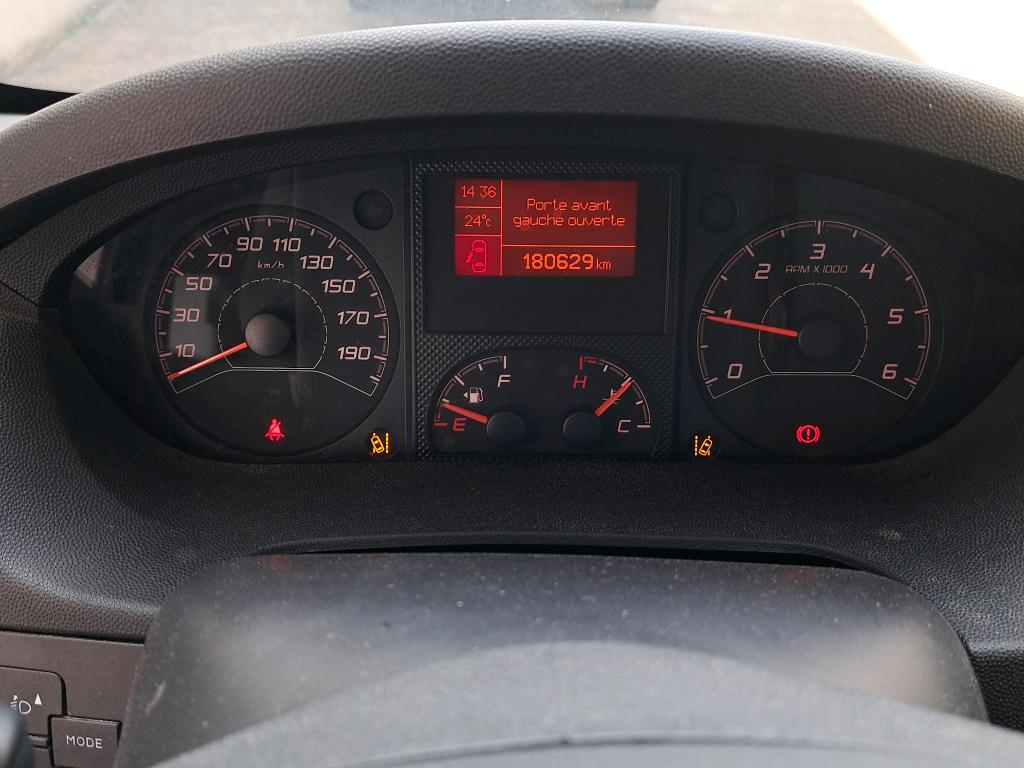 14 36
24°c
Porte avant
gauche ouverte
180629 km
10
30
50
70
90
110
130
150
170
190
km/h
E
F
H
C
0
1
2
3
4
5
6
RPM X 1000
MODE